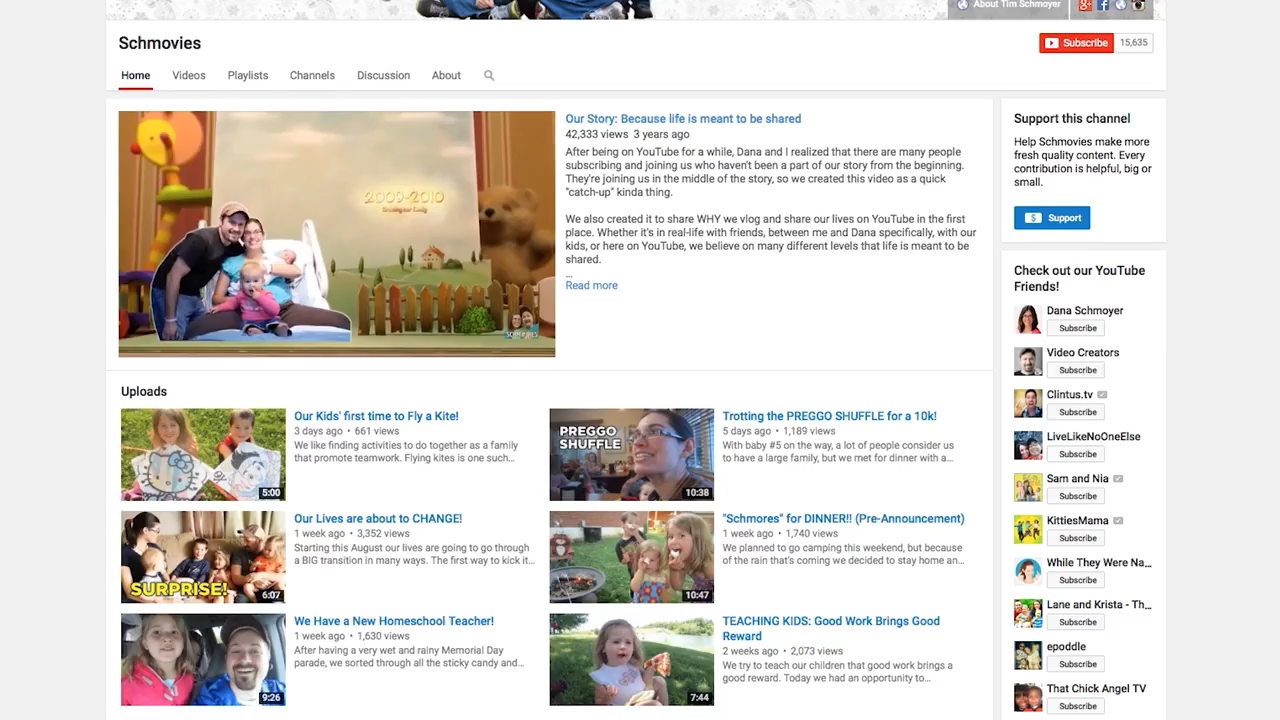 About Tim Schmoyer
Schmovies
Subscribe 15,635
Home Videos Playlists Channels Discussion About
2009-2010
Our Story: Because life is meant to be shared
42,333 views 3 years ago
After being on YouTube for a while, Dana and I realized that there are many people
subscribing and joining us who haven't been a part of our story from the beginning.
They're joining us in the middle of the story, so we created this video as a quick
"catch-up" kinda thing.
We also created it to share WHY we vlog and share our lives on YouTube in the first
place. Whether it's in real-life with friends, between me and Dana specifically, with our
kids, or here on YouTube, we believe on many different levels that life is meant to be
shared.
...
Read more
Support this channel
Help Schmovies make more
fresh quality content. Every
contribution is helpful, big or
small.
$ Support
Check out our YouTube
Friends!
Dana Schmoyer
Subscribe
Video Creators
Subscribe
Clintus.tv
Subscribe
LiveLikeNoOneElse
Subscribe
Sam and Nia
Subscribe
KittiesMama
Subscribe
While They Were Na...
Subscribe
Lane and Krista - Th...
Subscribe
epoddle
Subscribe
That Chick Angel TV
Subscribe
Uploads
5:00
Our Kids' first time to Fly a Kite!
3 days ago • 661 views
We like finding activities to do together as a family
that promote teamwork. Flying kites is one such...
PREGGO
SHUFFLE
10:38
Trotting the PREGGO SHUFFLE for a 10k!
5 days ago • 1,189 views
With baby #5 on the way, a lot of people consider us
to have a large family, but we met for dinner with a...
SURPRISE!
6:07
Our Lives are about to CHANGE!
1 week ago • 3,352 views
Starting this August our lives are going to go through
a BIG transition in many ways. The first way to kick it...
10:47
"Schmores" for DINNER!! (Pre-Announcement)
1 week ago • 1,740 views
We planned to go camping this weekend, but because
of the rain that's coming we decided to stay home an...
9:26
We Have a New Homeschool Teacher!
1 week ago • 1,630 views
After having a very wet and rainy Memorial Day
parade, we sorted through all the sticky candy and...
7:44
TEACHING KIDS: Good Work Brings Good
Reward
2 weeks ago • 2,073 views
We try to teach our children that good work brings a
good reward. Today we had an opportunity to...